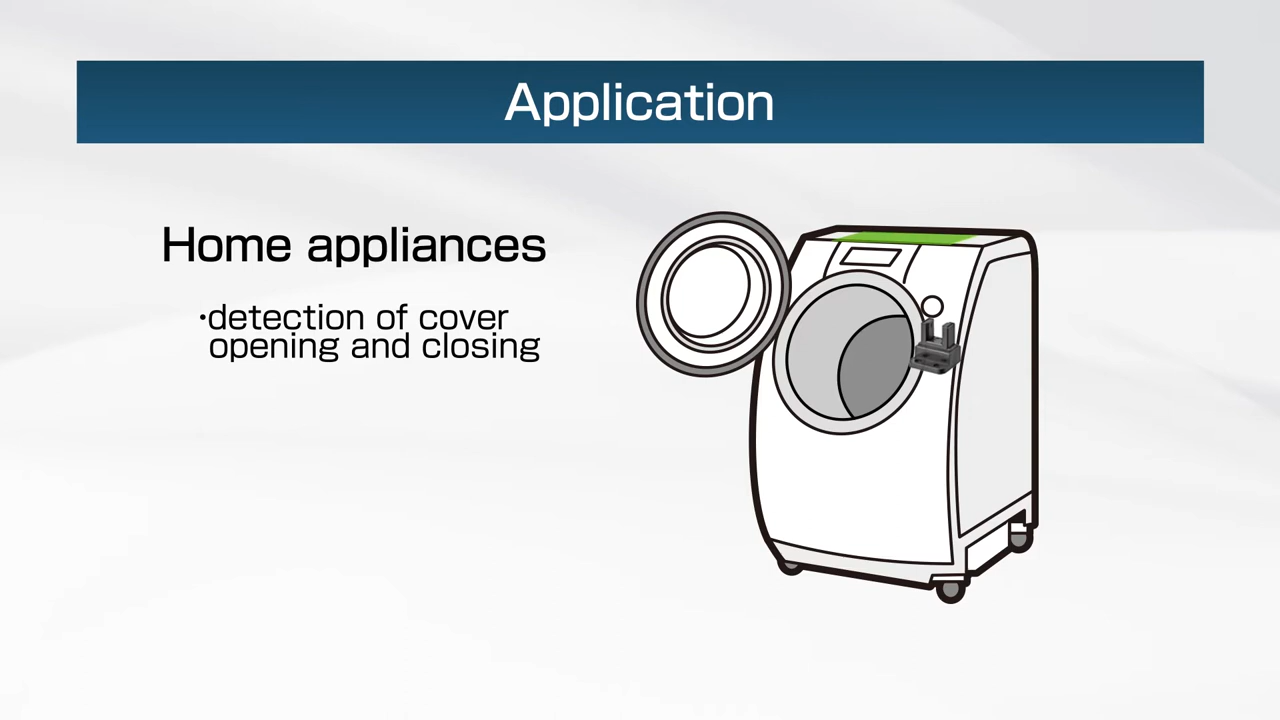 Application
Home appliances
・detection of cover
opening and closing